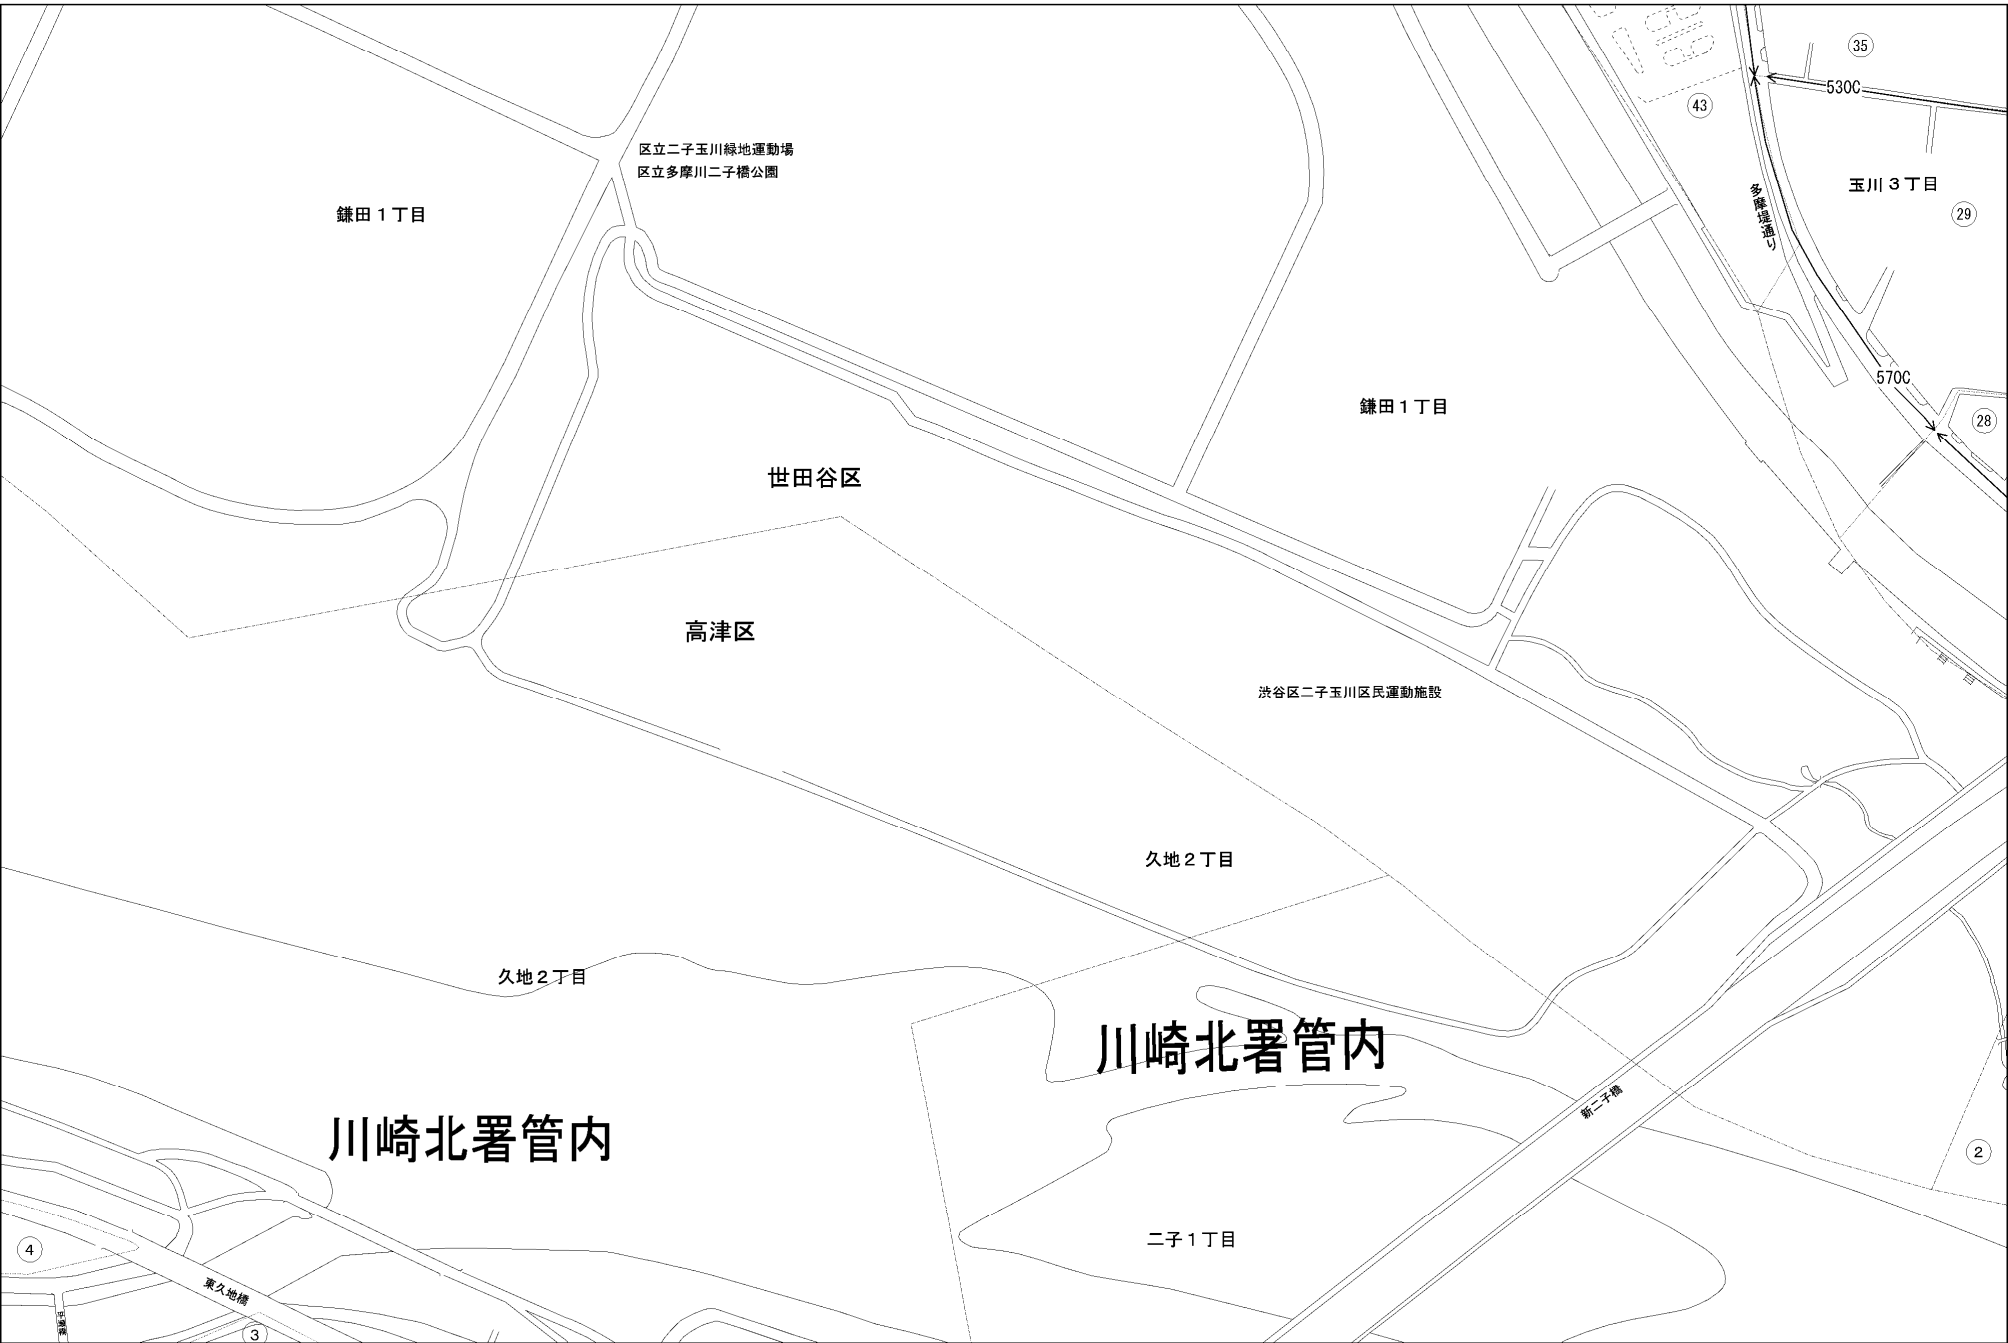 35
530C
43
区立二子玉川緑地運動場
区立多摩川二子橋公園
玉川3丁目
鎌田1丁目
29
多摩堤通り
570C
鎌田1丁目
28
世田谷区
高津区
渋谷区二子玉川区民運動施設
久地2丁目
久地2丁目
川崎北署管内
新二子橋
川崎北署管内
2
二子1丁目
4
東久地橋
3